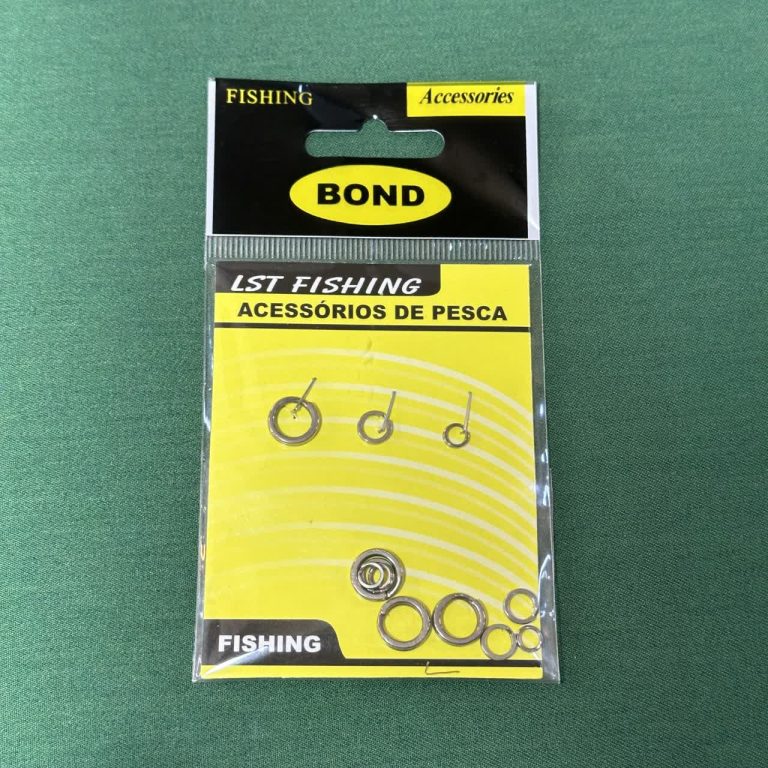 FISHING
Accessories
BOND
LST FISHING
ACESSÓRIOS DE PESCA
FISHING